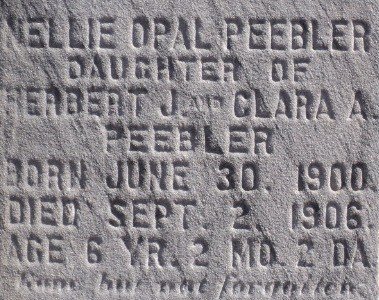 NELLIE OPAL PEEBLER
DAUGHTER OF
HERBERT J. AND CLARA A.
PEEBLER
BORN JUNE 30. 1900.
DIED SEPT. 2. 1906.
AGE 6 YR. 2 MO. 2 DA.
Gone, but not forgotten.